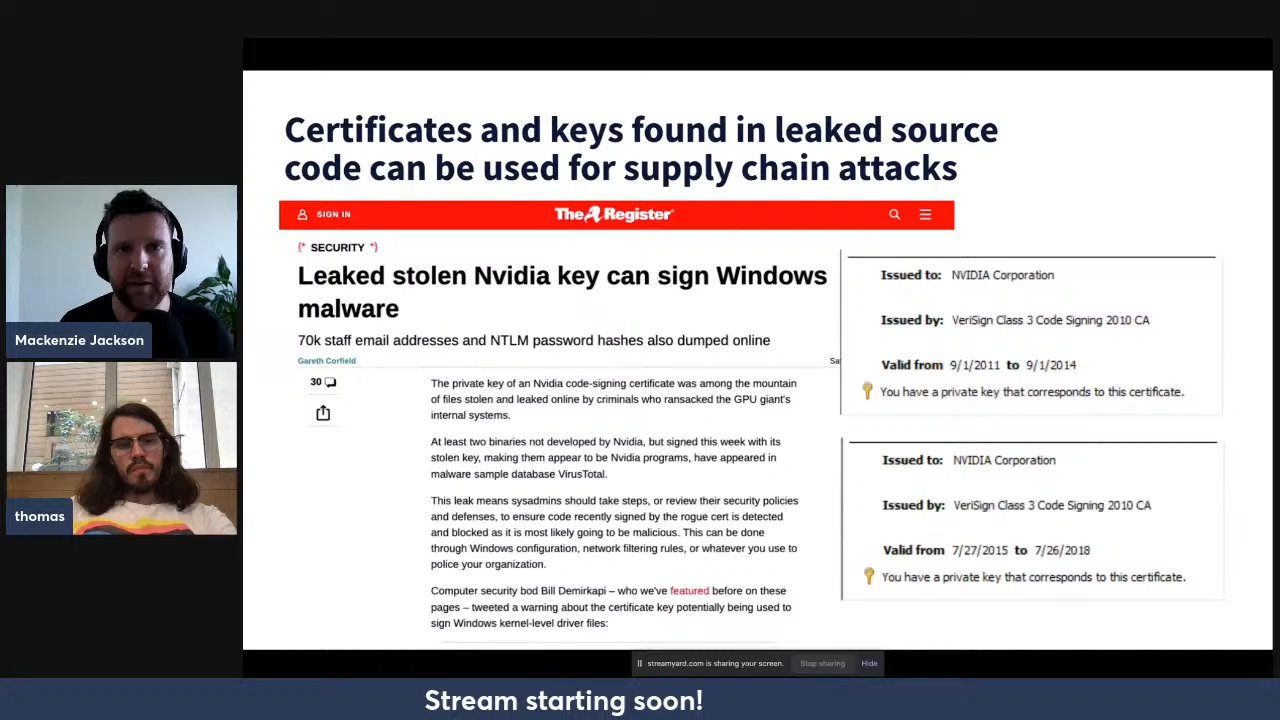 Certificates and keys found in leaked source
code can be used for supply chain attacks
SIGN IN
The Register®
{* SECURITY *}
Leaked stolen Nvidia key can sign Windows
malware
70k staff email addresses and NTLM password hashes also dumped online
Gareth Corfield
Sat
30
The private key of an Nvidia code-signing certificate was among the mountain
of files stolen and leaked online by criminals who ransacked the GPU giant's
internal systems.
At least two binaries not developed by Nvidia, but signed this week with its
stolen key, making them appear to be Nvidia programs, have appeared in
malware sample database VirusTotal.
This leak means sysadmins should take steps, or review their security policies
and defenses, to ensure code recently signed by the rogue cert is detected
and blocked as it is most likely going to be malicious. This can be done
through Windows configuration, network filtering rules, or whatever you use to
police your organization.
Computer security bod Bill Demirkapi – who we've featured before on these
pages – tweeted a warning about the certificate key potentially being used to
sign Windows kernel-level driver files:
Issued to: NVIDIA Corporation
Issued by: VeriSign Class 3 Code Signing 2010 CA
Valid from 9/1/2011 to 9/1/2014
You have a private key that corresponds to this certificate.
Issued to: NVIDIA Corporation
Issued by: VeriSign Class 3 Code Signing 2010 CA
Valid from 7/27/2015 to 7/26/2018
You have a private key that corresponds to this certificate.
Mackenzie Jackson
thomas
streamyard.com is sharing your screen.
Stop sharing
Hide
Stream starting soon!